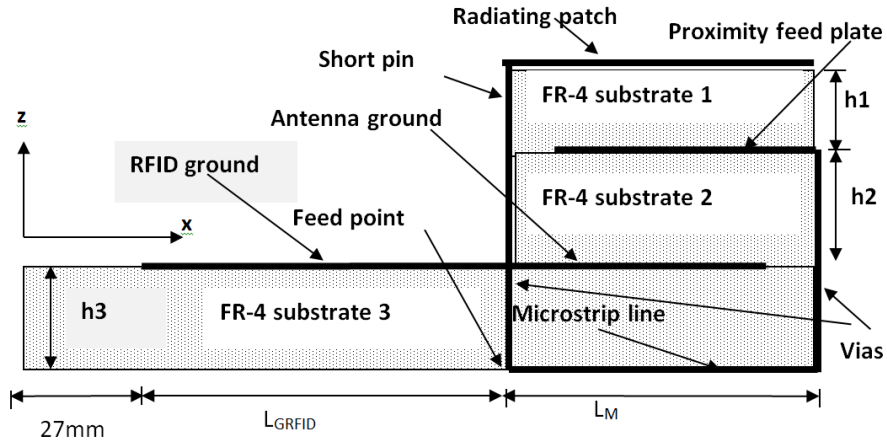 Radiating patch
Proximity feed plate
Short pin
FR-4 substrate 1
h1
z
Antenna ground
RFID ground
FR-4 substrate 2
h2
x
Feed point
h3
FR-4 substrate 3
Microstrip line
Vias
27mm
LGRFID
LM